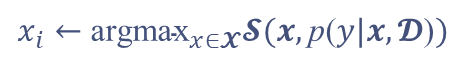 xᵢ ← argmaxₓ∈𝓧 𝓢(𝒙, p(y|𝒙, 𝓓))